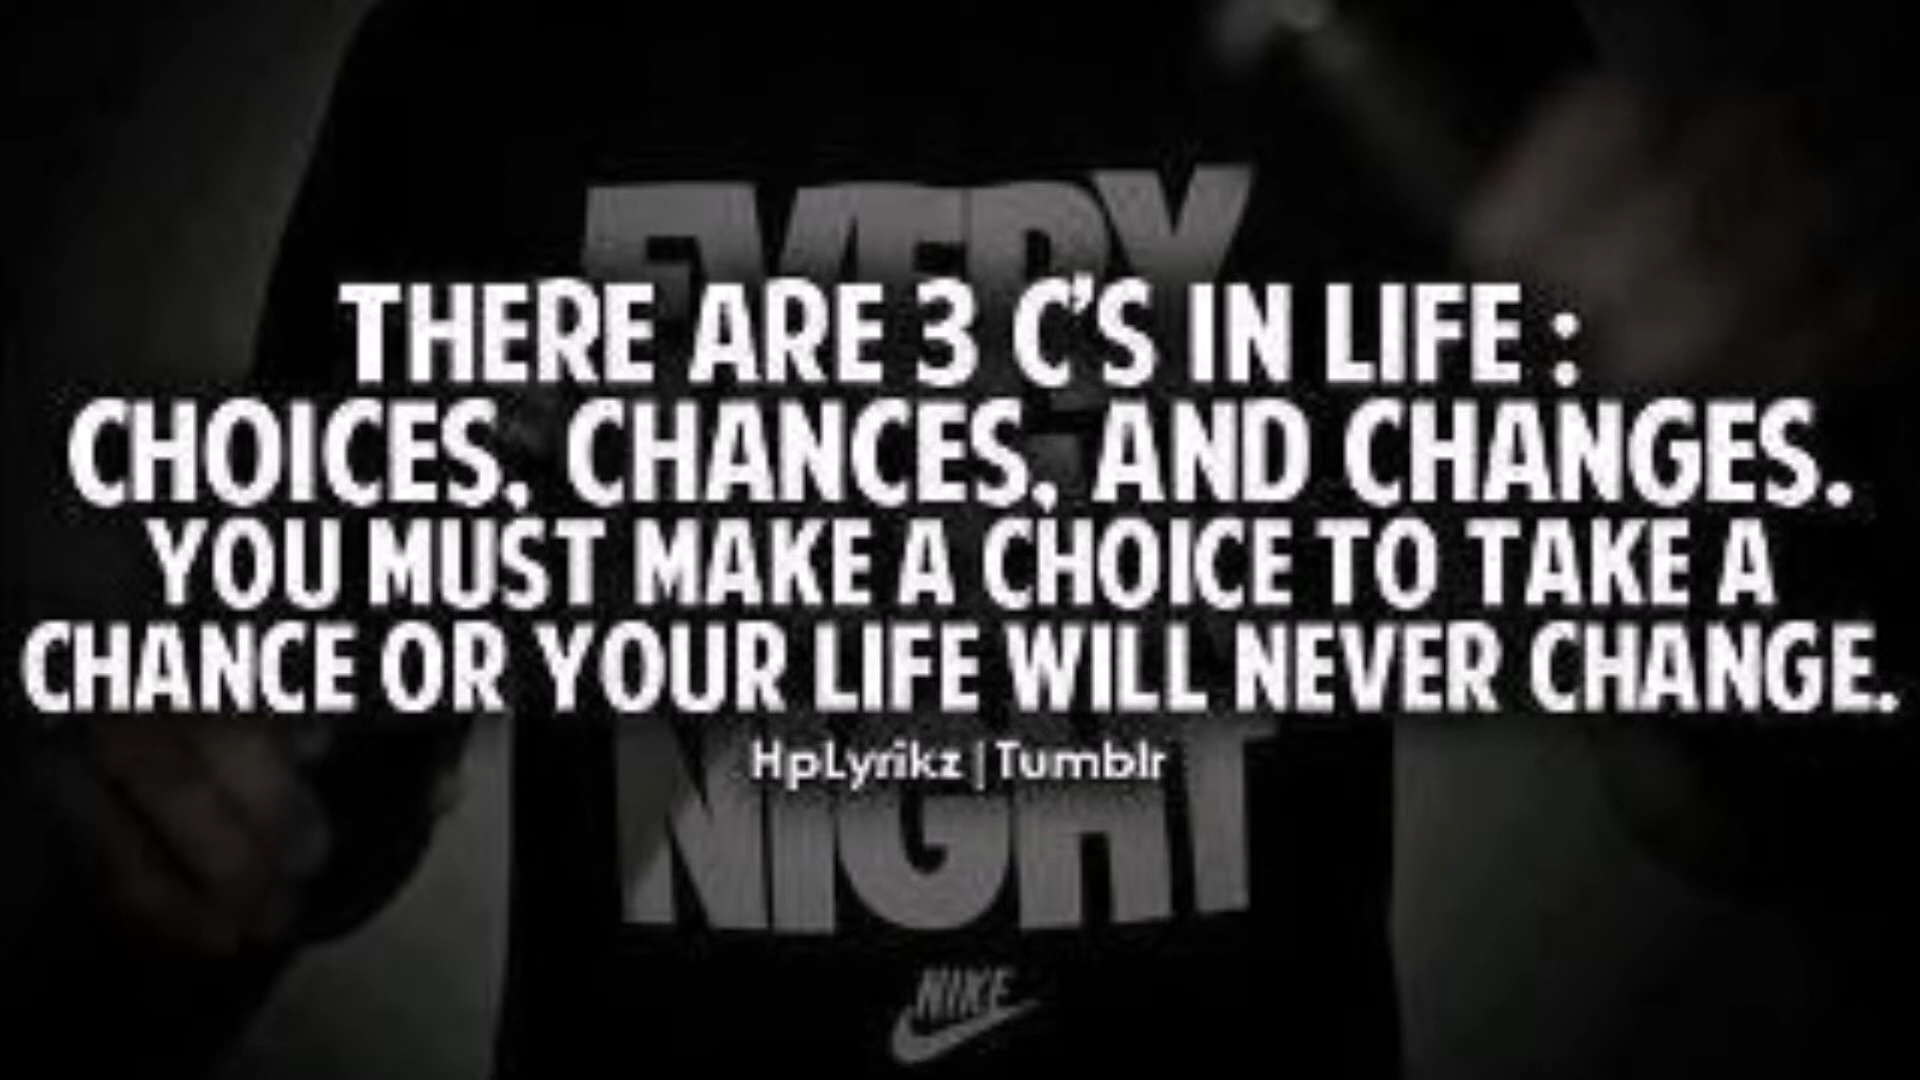 EVERY
THERE ARE 3 C'S IN LIFE :
CHOICES, CHANCES, AND CHANGES.
YOU MUST MAKE A CHOICE TO TAKE A
CHANCE OR YOUR LIFE WILL NEVER CHANGE.
HpLyrikz | Tumblr
NIGHT
NIKE